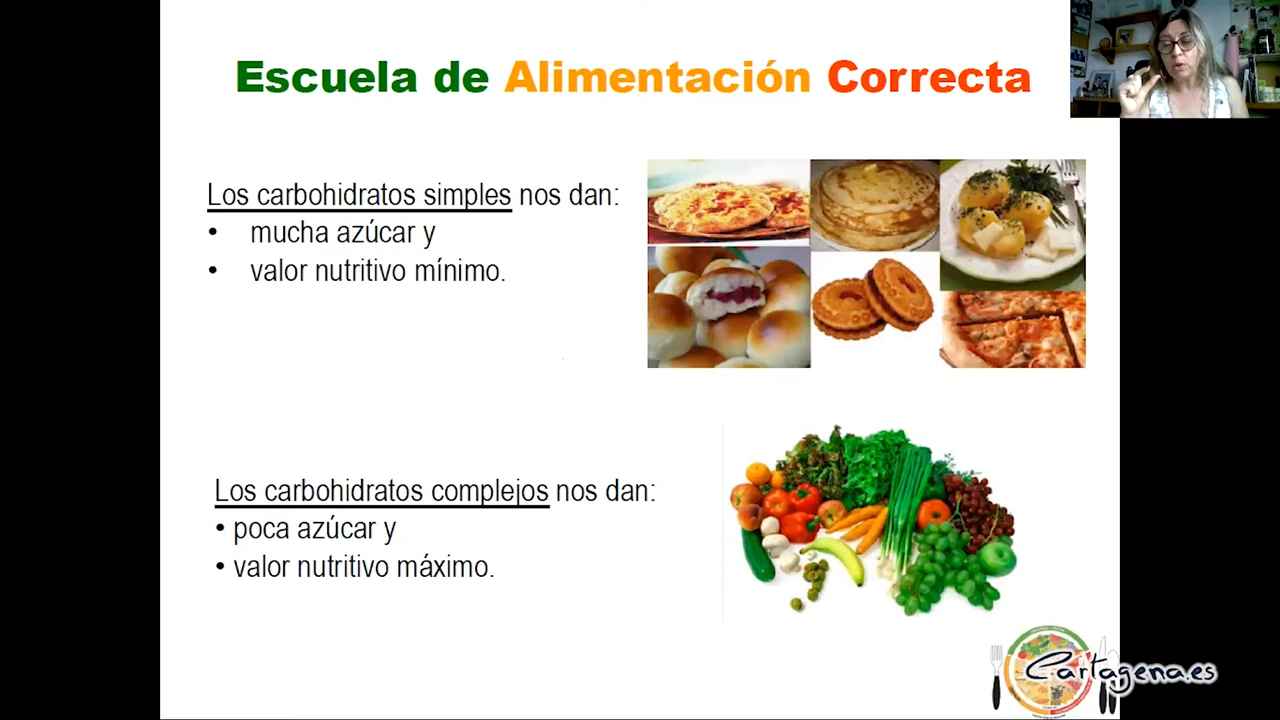 Escuela de Alimentación Correcta
Los carbohidratos simples nos dan:
• mucha azúcar y
• valor nutritivo mínimo.
Los carbohidratos complejos nos dan:
• poca azúcar y
• valor nutritivo máximo.
Cartagena.es